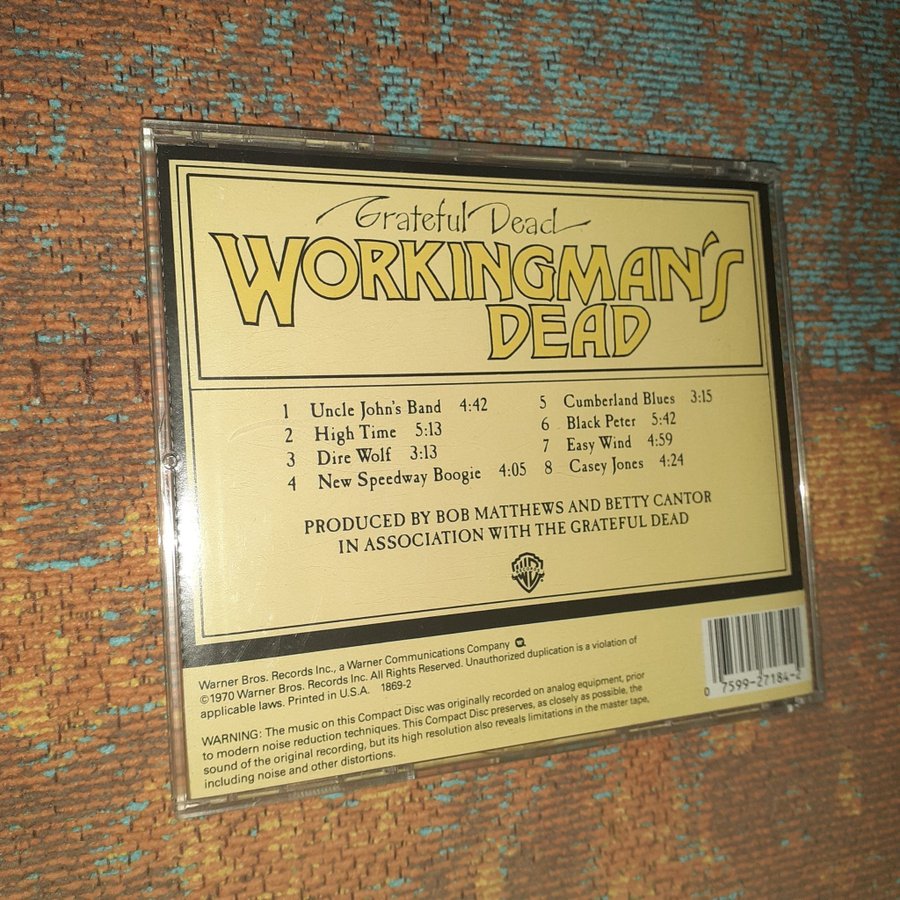 Grateful Dead
WORKINGMAN'S
DEAD
1 Uncle John's Band 4:42
2 High Time 5:13
3 Dire Wolf 3:13
4 New Speedway Boogie 4:05
5 Cumberland Blues 3:15
6 Black Peter 5:42
7 Easy Wind 4:59
8 Casey Jones 4:24
PRODUCED BY BOB MATTHEWS AND BETTY CANTOR
IN ASSOCIATION WITH THE GRATEFUL DEAD
WB
RECORDS
Warner Bros. Records Inc., a Warner Communications Company
©1970 Warner Bros. Records Inc. All Rights Reserved. Unauthorized duplication is a violation of
applicable laws. Printed in U.S.A. 1869-2
WARNING: The music on this Compact Disc was originally recorded on analog equipment, prior
to modern noise reduction techniques. This Compact Disc preserves, as closely as possible, the
sound of the original recording, but its high resolution also reveals limitations in the master tape,
including noise and other distortions.
0 7599-27184-2